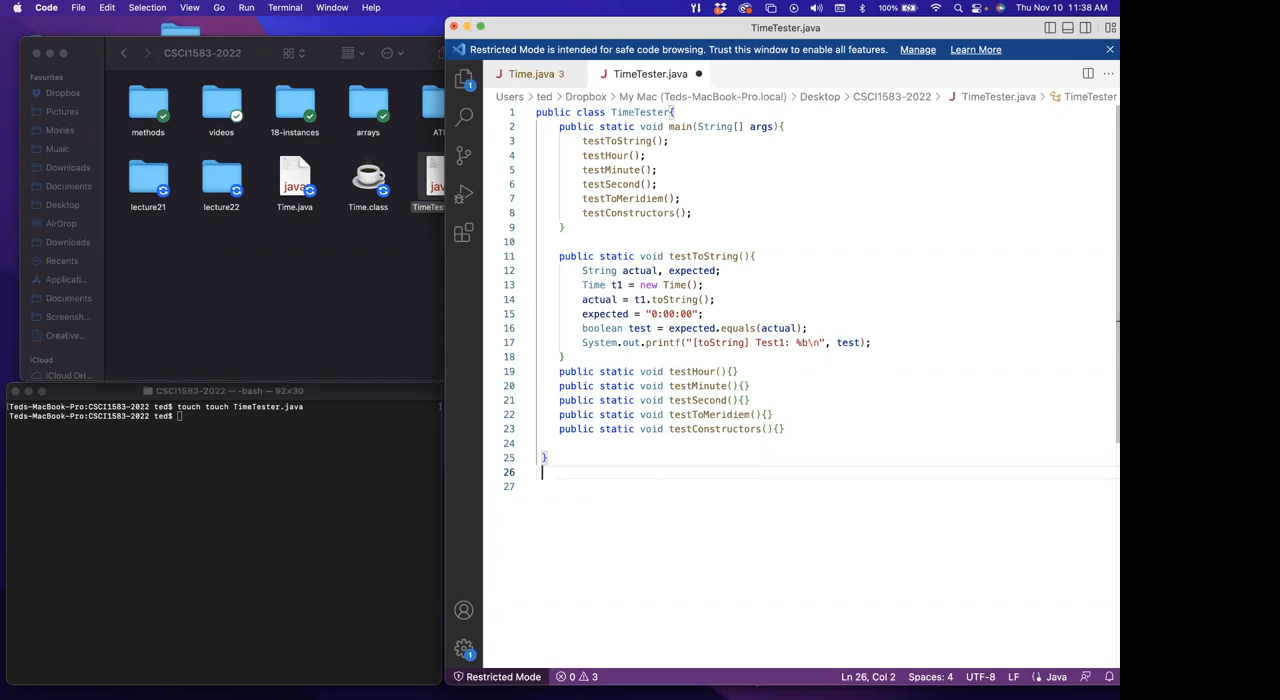 Code File Edit Selection View Go Run Terminal Window Help 100% Thu Nov 10 11:38 AM
CSCI1583-2022
Favorites
Dropbox
Pictures
Movies
Music
Downloads
Documents
Desktop
AirDrop
Downloads
Recents
Applicati...
Documents
Screensh...
Creative...
iCloud
iCloud Dri...
methods videos 18-instances arrays
lecture21 lecture22 Time.java Time.class TimeTes
CSCI1583-2022 — -bash — 92×30
Teds-MacBook-Pro:CSCI1583-2022 ted$ touch touch TimeTester.java
Teds-MacBook-Pro:CSCI1583-2022 ted$
TimeTester.java
Restricted Mode is intended for safe code browsing. Trust this window to enable all features. Manage Learn More
Time.java 3 TimeTester.java
Users > ted > Dropbox > My Mac (Teds-MacBook-Pro.local) > Desktop > CSCI1583-2022 > TimeTester.java > TimeTester
1 public class TimeTester{
2 public static void main(String[] args){
3 testToString();
4 testHour();
5 testMinute();
6 testSecond();
7 testToMeridiem();
8 testConstructors();
9 }
10
11 public static void testToString(){
12 String actual, expected;
13 Time t1 = new Time();
14 actual = t1.toString();
15 expected = "0:00:00";
16 boolean test = expected.equals(actual);
17 System.out.printf("[toString] Test1: %b\n", test);
18 }
19 public static void testHour(){}
20 public static void testMinute(){}
21 public static void testSecond(){}
22 public static void testToMeridiem(){}
23 public static void testConstructors(){}
24
25 }
26
27
Restricted Mode 0 3 Ln 26, Col 2 Spaces: 4 UTF-8 LF Java